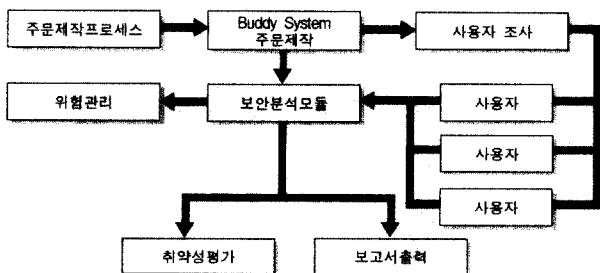 주문제작프로세스
Buddy System
주문제작
사용자 조사
위험관리
보안분석모듈
사용자
사용자
사용자
취약성평가
보고서출력